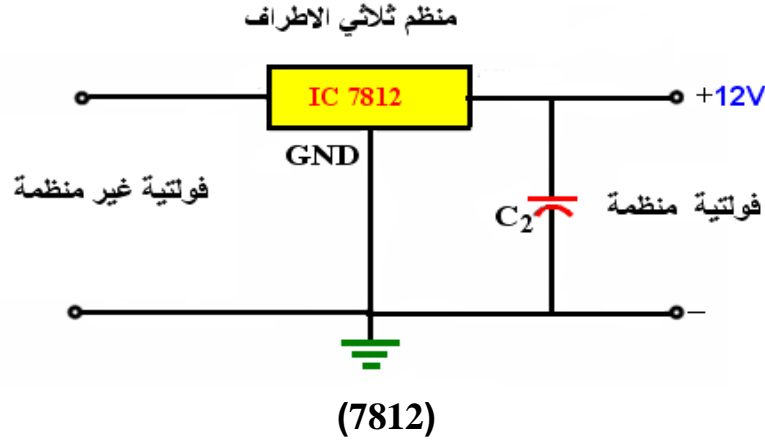 منظم ثلاثي الاطراف
IC 7812
+12V
GND
فولتية غير منظمة
C2
فولتية منظمة
–
(7812)